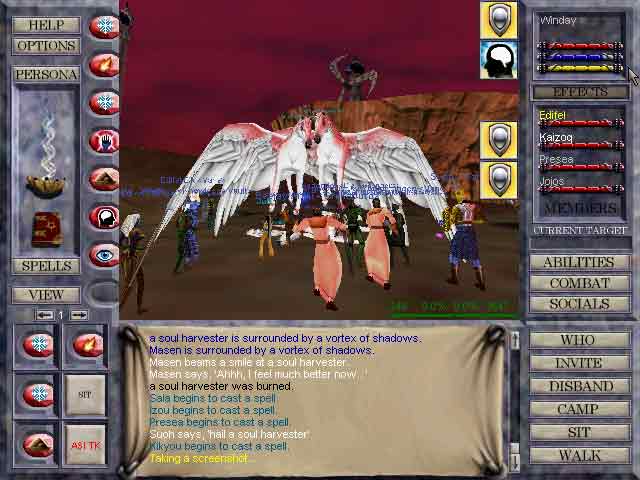 HELP
OPTIONS
PERSONA
SPELLS
VIEW
1
SIT
ASI TK
Winday
EFFECTS
Edifel
Kaizog
Presea
Jojos
MEMBERS
CURRENT TARGET
ABILITIES
COMBAT
SOCIALS
WHO
INVITE
DISBAND
CAMP
SIT
WALK
a soul harvester is surrounded by a vortex of shadows.
Masen is surrounded by a vortex of shadows.
Masen beams a smile at a soul harvester.
Masen says, 'Ahhh, I feel much better now...'
a soul harvester was burned.
Sala begins to cast a spell.
Izou begins to cast a spell.
Presea begins to cast a spell.
Suoh says, 'hail a soul harvester'
Kikyou begins to cast a spell.
Taking a screenshot...